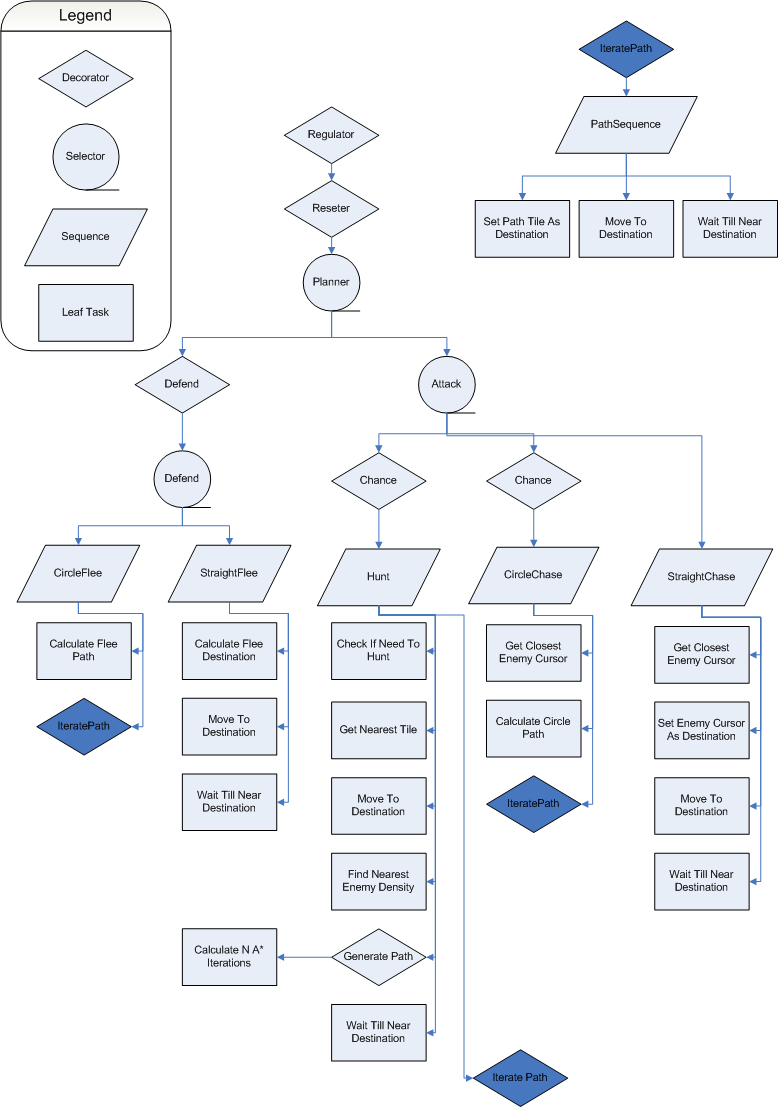 Legend
Decorator
Selector
Sequence
Leaf Task
IteratePath
PathSequence
Set Path Tile As
Destination
Move To
Destination
Wait Till Near
Destination
Regulator
Reseter
Planner
Defend
Attack
Defend
Chance
Chance
CircleFlee
StraightFlee
Hunt
CircleChase
StraightChase
Calculate Flee
Path
IteratePath
Calculate Flee
Destination
Move To
Destination
Wait Till Near
Destination
Check If Need To
Hunt
Get Nearest Tile
Move To
Destination
Find Nearest
Enemy Density
Generate Path
Calculate N A*
Iterations
Wait Till Near
Destination
Iterate Path
Get Closest
Enemy Cursor
Calculate Circle
Path
IteratePath
Get Closest
Enemy Cursor
Set Enemy Cursor
As Destination
Move To
Destination
Wait Till Near
Destination